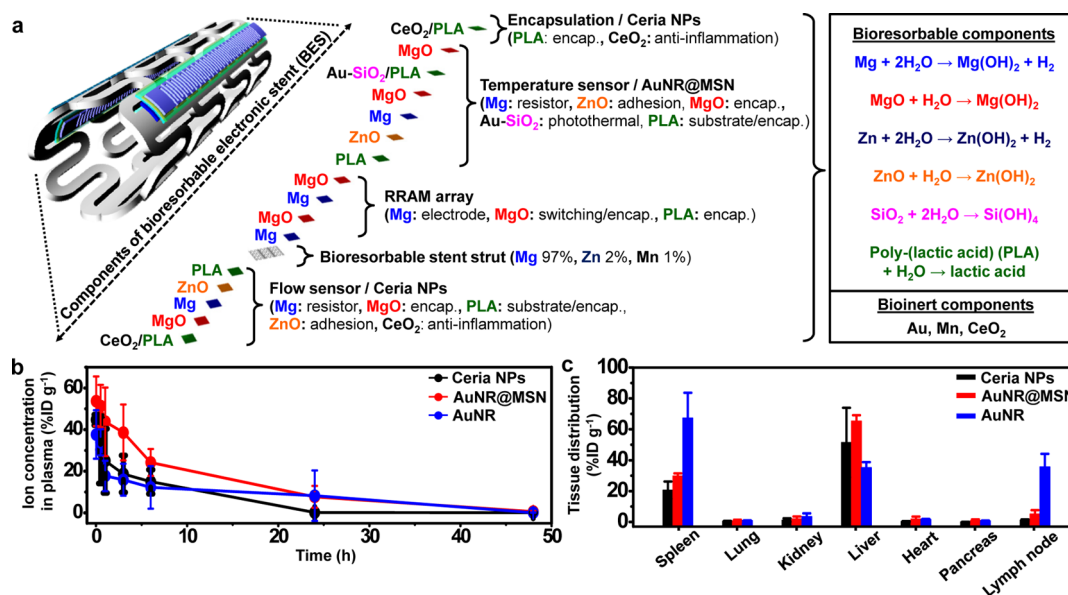 a
Components of bioresorbable electronic stent (BES)
CeO₂/PLA
MgO
Au-SiO₂/PLA
MgO
Mg
ZnO
PLA
MgO
Mg
MgO
Mg
PLA
ZnO
Mg
MgO
CeO₂/PLA
Encapsulation / Ceria NPs
(PLA: encap., CeO₂: anti-inflammation)
Temperature sensor / AuNR@MSN
(Mg: resistor, ZnO: adhesion, MgO: encap.,
Au-SiO₂: photothermal, PLA: substrate/encap.)
RRAM array
(Mg: electrode, MgO: switching/encap., PLA: encap.)
Bioresorbable stent strut (Mg 97%, Zn 2%, Mn 1%)
Flow sensor / Ceria NPs
(Mg: resistor, MgO: encap., PLA: substrate/encap.,
ZnO: adhesion, CeO₂: anti-inflammation)
Bioresorbable components
Mg + 2H₂O → Mg(OH)₂ + H₂
MgO + H₂O → Mg(OH)₂
Zn + 2H₂O → Zn(OH)₂ + H₂
ZnO + H₂O → Zn(OH)₂
SiO₂ + 2H₂O → Si(OH)₄
Poly-(lactic acid) (PLA)
+ H₂O → lactic acid
Bioinert components
Au, Mn, CeO₂
b
Ion concentration
in plasma (%ID g⁻¹)
60
40
20
0
0
10
20
30
40
50
Time (h)
Ceria NPs
AuNR@MSN
AuNR
c
Tissue distribution
(%ID g⁻¹)
100
80
60
40
20
0
Ceria NPs
AuNR@MSN
AuNR
Spleen
Lung
Kidney
Liver
Heart
Pancreas
Lymph node